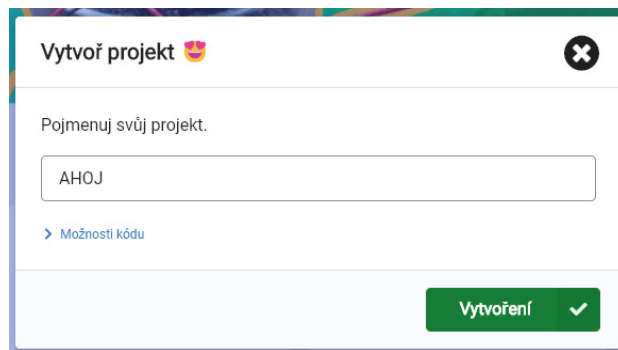 Vytvoř projekt 😍
Pojmenuj svůj projekt.
AHOJ
Možnosti kódu
Vytvoření